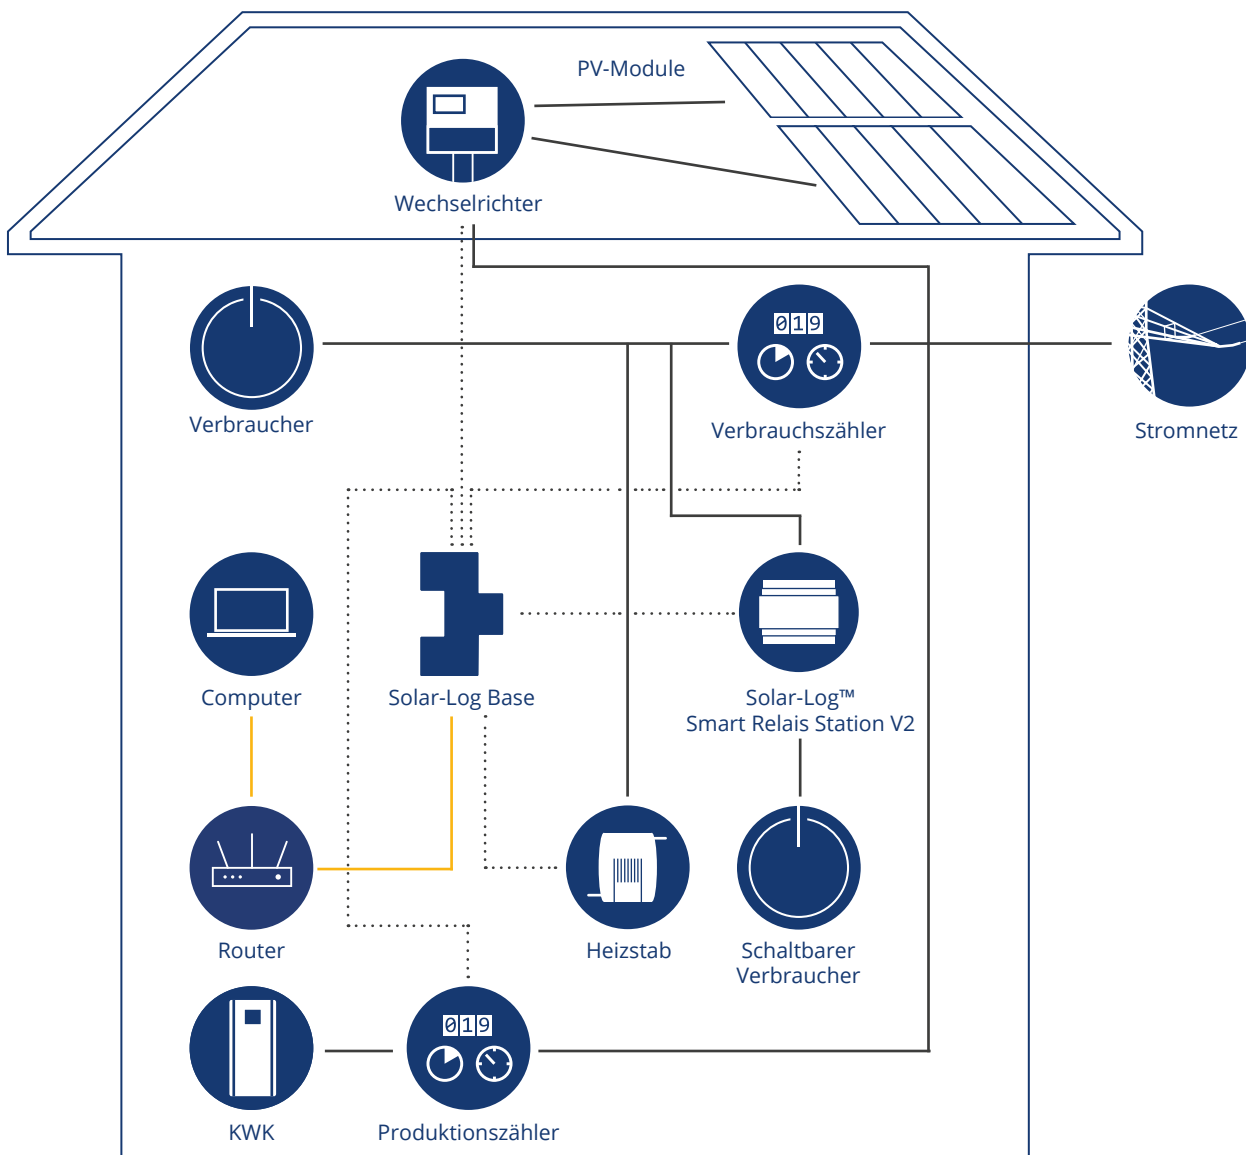 PV-Module
Wechselrichter
019
Verbraucher
Verbrauchszähler
Stromnetz
Computer
Solar-Log Base
Solar-Log™
Smart Relais Station V2
Router
Heizstab
Schaltbarer
Verbraucher
019
KWK
Produktionszähler